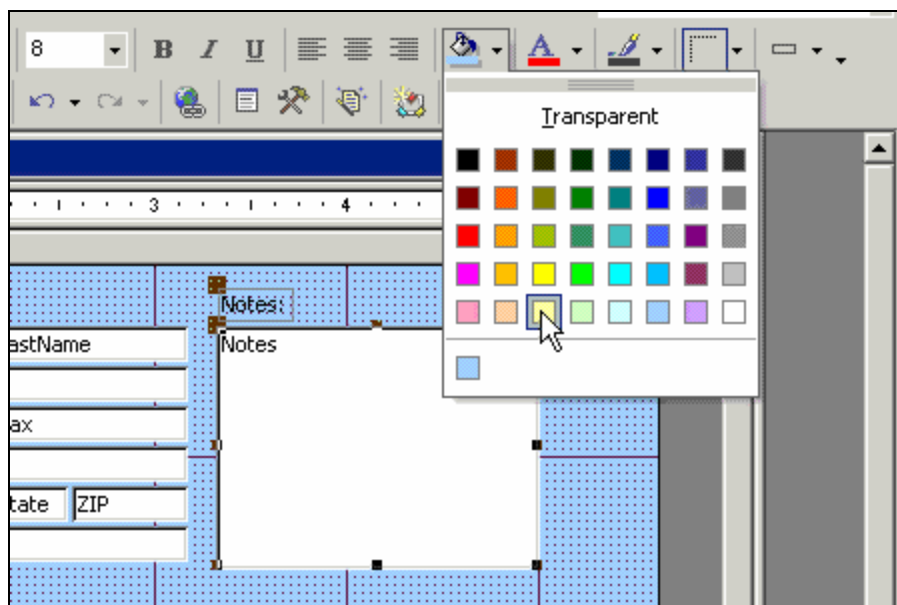 8 B I U A
Transparent
3 4
Notes:
astName Notes
ax
tate ZIP